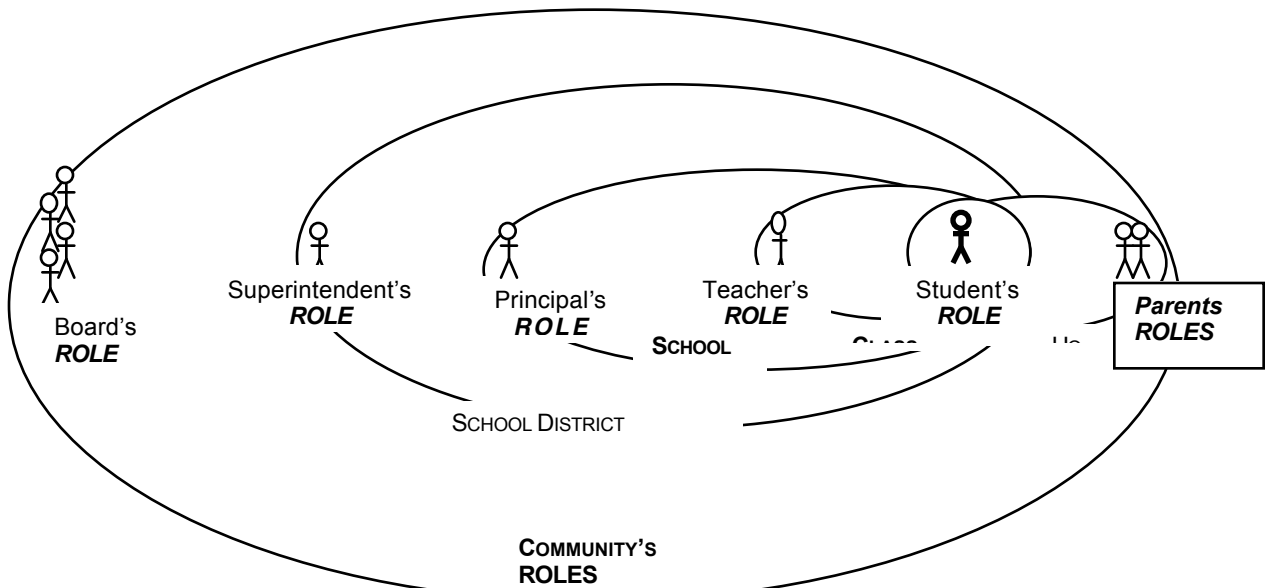 Board's
ROLE
Superintendent's
ROLE
Principal's
ROLE
Teacher's
ROLE
Student's
ROLE
Parents
ROLES
SCHOOL
SCHOOL DISTRICT
COMMUNITY'S
ROLES